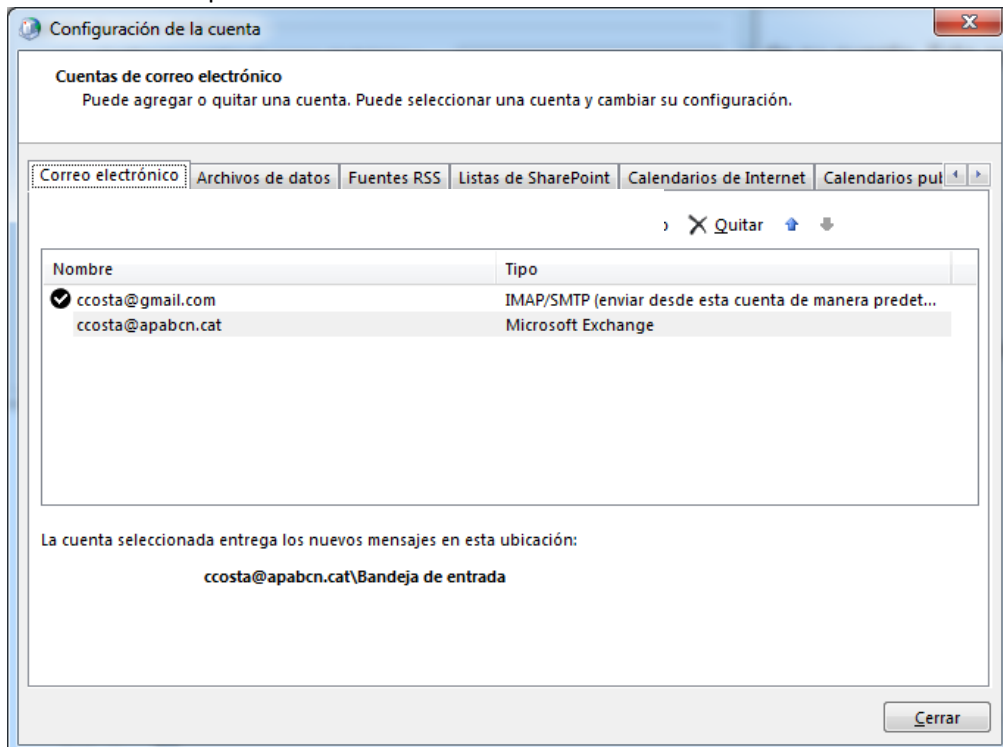 Configuración de la cuenta
Cuentas de correo electrónico
Puede agregar o quitar una cuenta. Puede seleccionar una cuenta y cambiar su configuración.
Correo electrónico Archivos de datos Fuentes RSS Listas de SharePoint Calendarios de Internet Calendarios pub
Quitar
Nombre Tipo
ccosta@gmail.com IMAP/SMTP (enviar desde esta cuenta de manera predet...
ccosta@apabcn.cat Microsoft Exchange
La cuenta seleccionada entrega los nuevos mensajes en esta ubicación:
ccosta@apabcn.cat\Bandeja de entrada
Cerrar